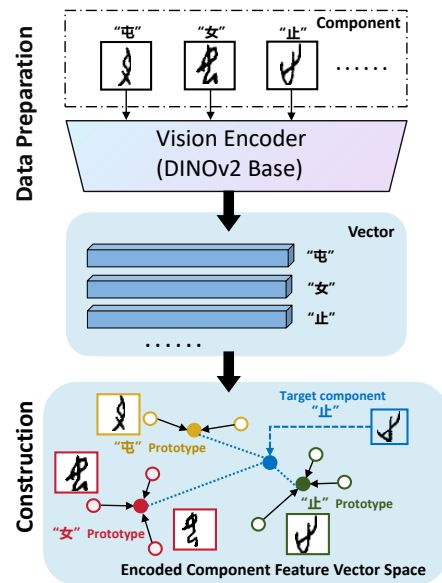 Data Preparation
Component
“屯” “女” “止”
......
Vision Encoder
(DINOv2 Base)
Vector
“屯”
“女”
“止”
......
Construction
Target component
“止”
“屯” Prototype
“女” Prototype
“止” Prototype
Encoded Component Feature Vector Space